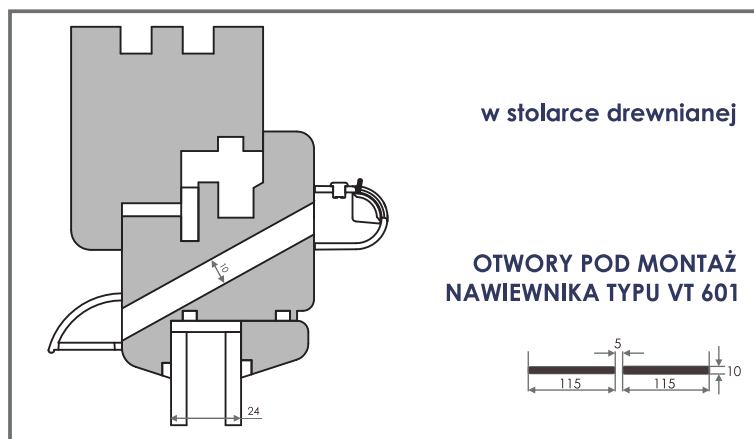 w stolarce drewnianej
OTWORY POD MONTAŻ
NAWIEWNIKA TYPU VT 601
10
24
5
115
115
10